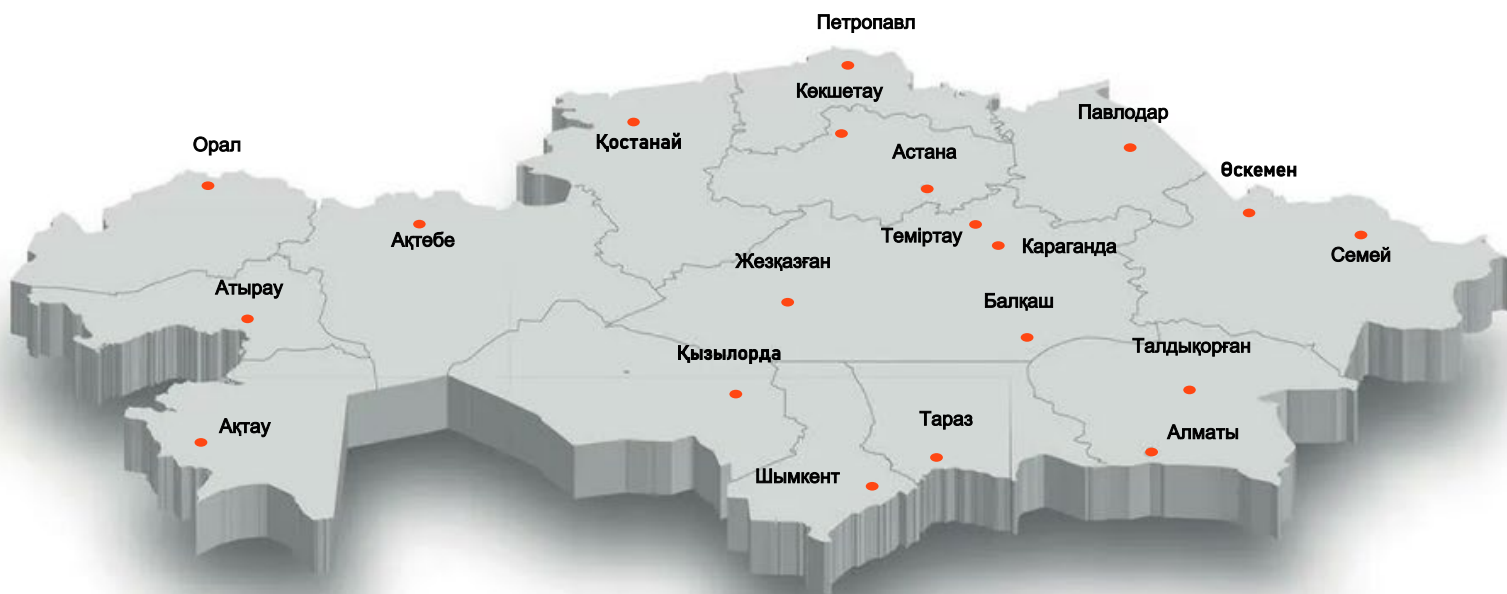 Петропавл
Көкшетау
Павлодар
Қостанай
Орал
Астана
Өскемен
Ақтөбе
Теміртау
Караганда
Семей
Жезқазған
Атырау
Балқаш
Талдықорған
Қызылорда
Ақтау
Тараз
Алматы
Шымкент